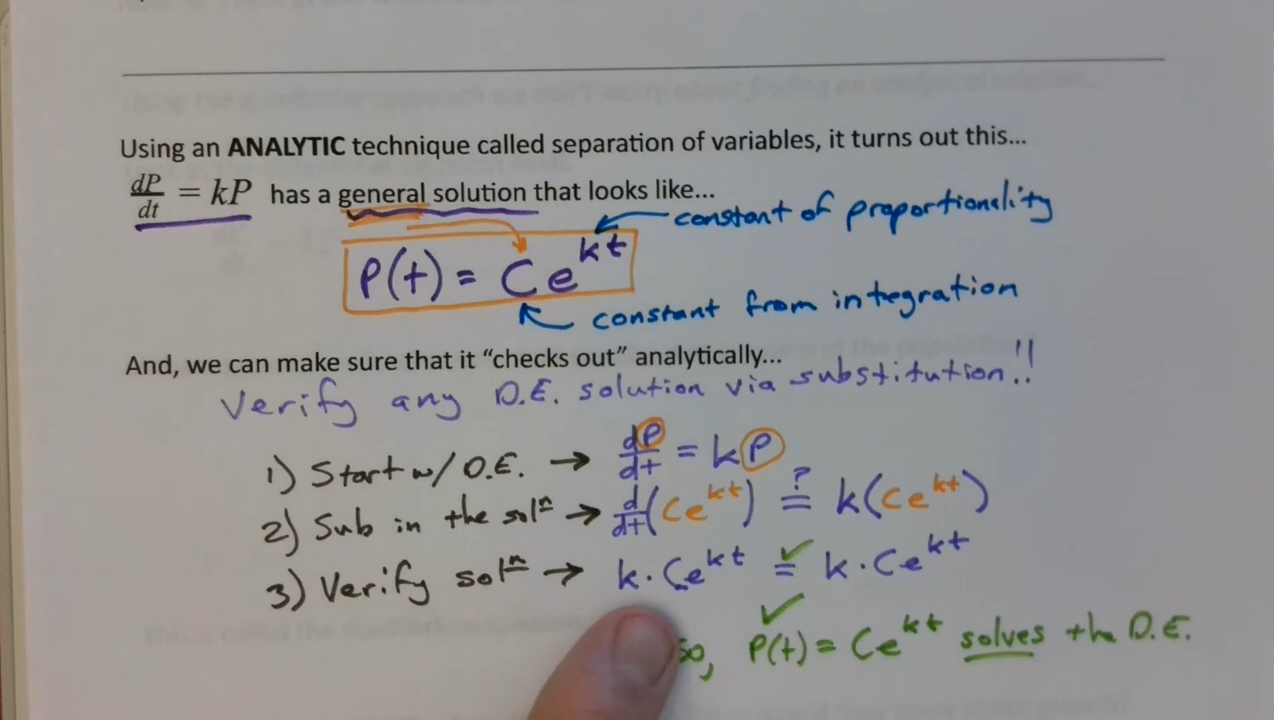 Using an ANALYTIC technique called separation of variables, it turns out this...
dP/dt = kP has a general solution that looks like...
constant of proportionality
P(t) = Ce^kt
constant from integration
And, we can make sure that it “checks out” analytically...
Verify any D.E. solution via substitution!!
1) Start w/ D.E. → dP/dt = kP
2) Sub in the solⁿ → d/dt(Ce^kt) ?= k(Ce^kt)
3) Verify solⁿ → k·Ce^kt =✓ k·Ce^kt
✓
so, P(t) = Ce^kt solves the D.E.